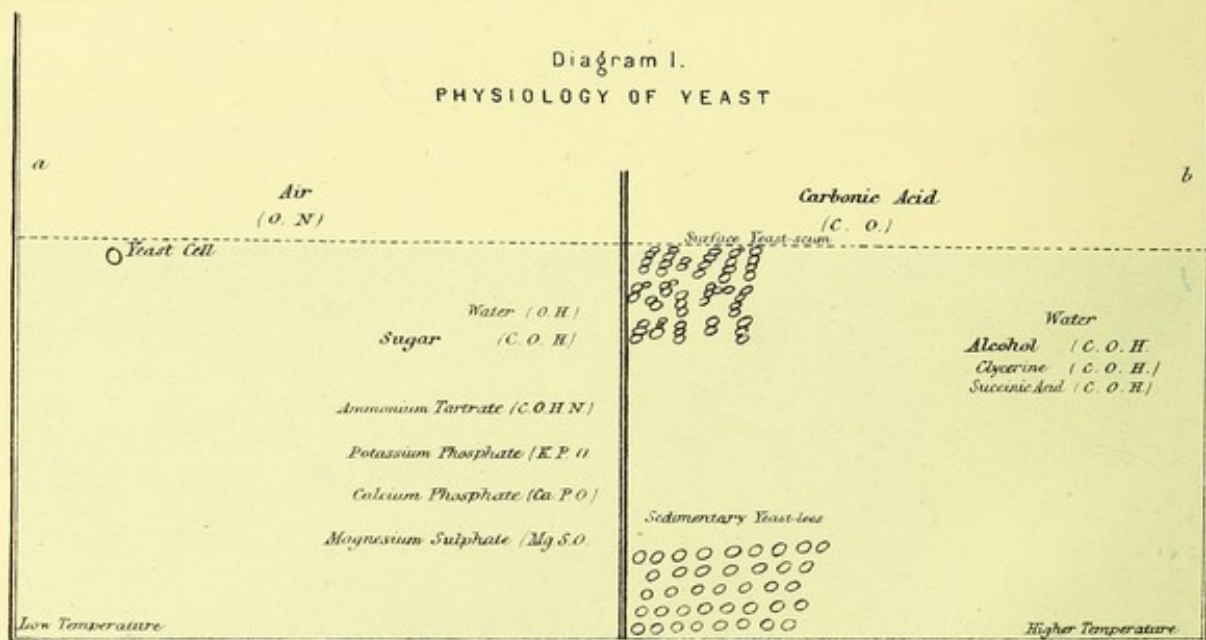 Diagram I.
PHYSIOLOGY OF YEAST
a
Air
(O. N)
Yeast Cell
Water (O.H.)
Sugar (C. O. H)
Ammonium Tartrate (C.O.H N)
Potassium Phosphate (K. P. O
Calcium Phosphate (Ca. P O)
Magnesium Sulphate (Mg. S. O.
Low Temperature
b
Carbonic Acid
(C. O.)
Surface Yeast-scum
Water
Alcohol (C. O. H.
Glycerine (C. O. H.)
Succinic Acid (C. O. H)
Sedimentary Yeast-lees
Higher Temperature